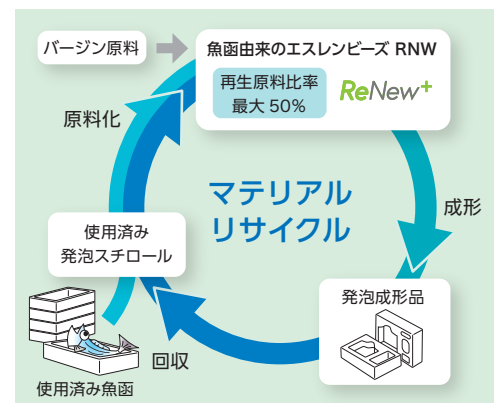 バージン原料
魚函由来のエスレンビーズ RNW
再生原料比率
最大 50%
ReNew+
原料化
マテリアル
リサイクル
成形
使用済み
発泡スチロール
発泡成形品
回収
使用済み魚函